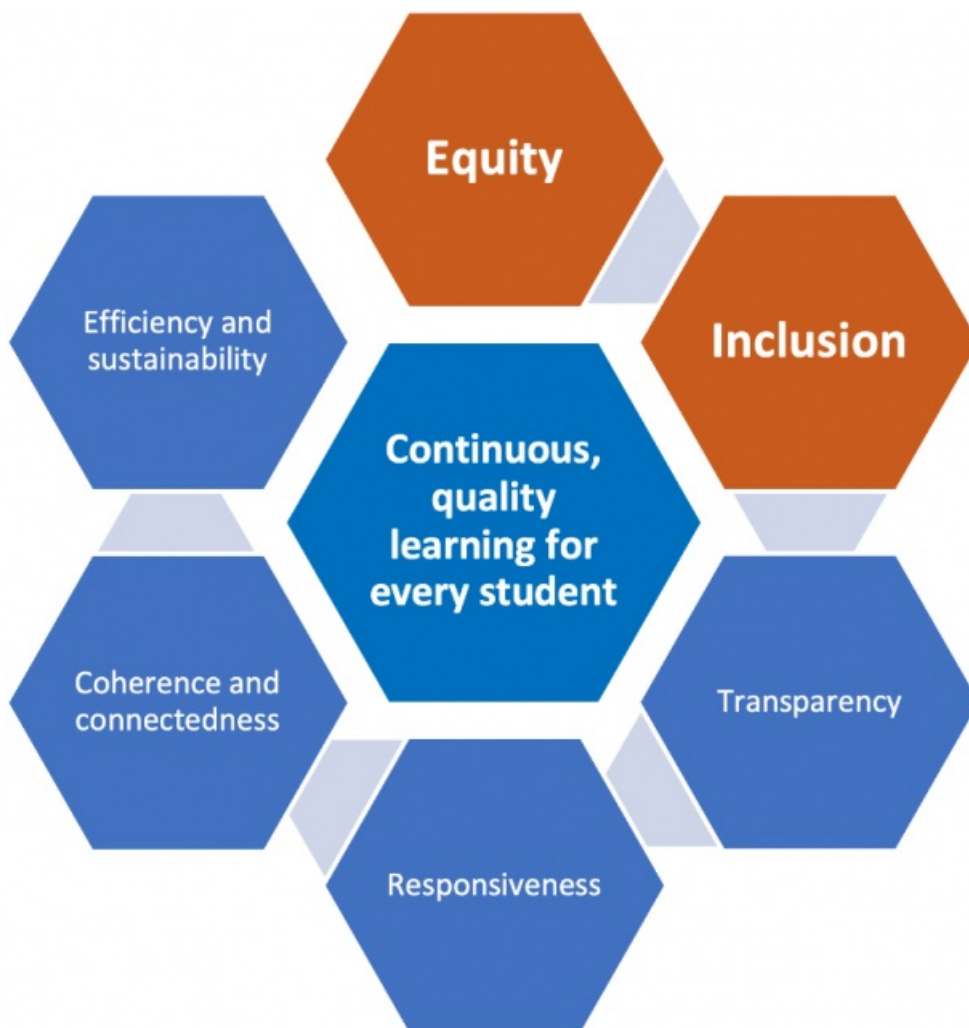 Equity
Inclusion
Transparency
Responsiveness
Coherence and
connectedness
Efficiency and
sustainability
Continuous,
quality
learning for
every student